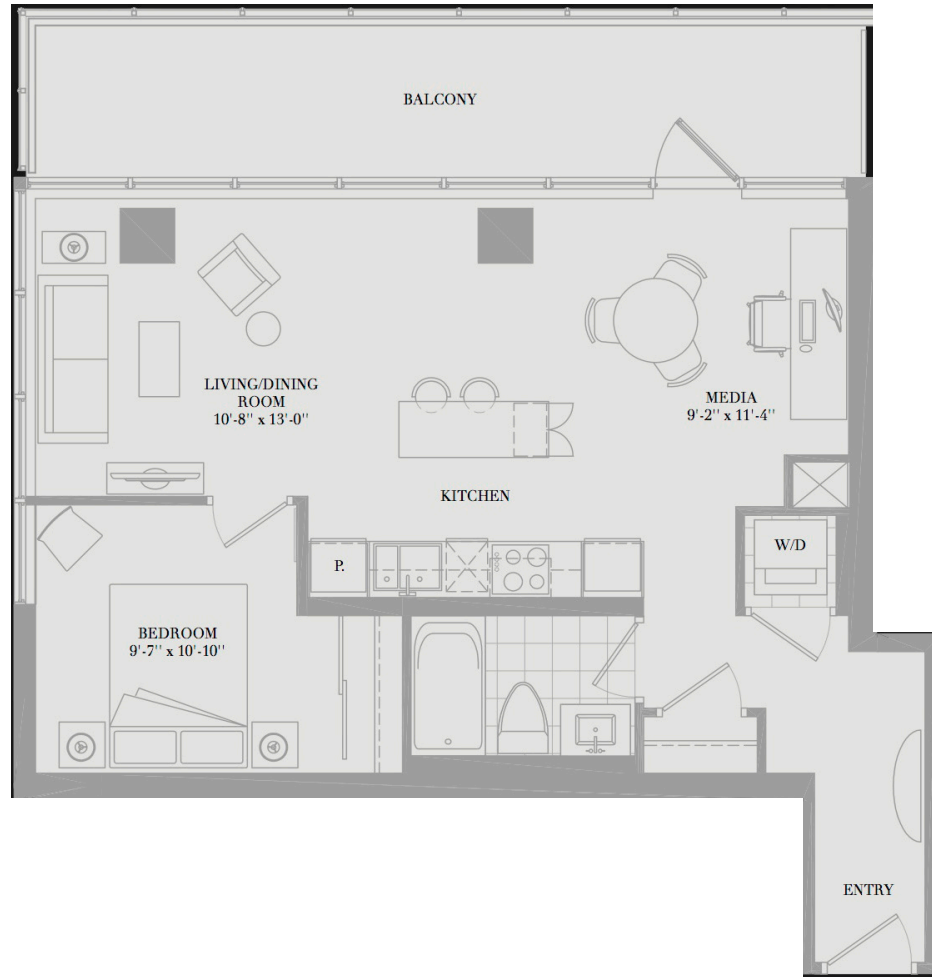 BALCONY
LIVING/DINING
ROOM
10'-8'' x 13'-0''
MEDIA
9'-2'' x 11'-4''
KITCHEN
W/D
P.
BEDROOM
9'-7'' x 10'-10''
ENTRY